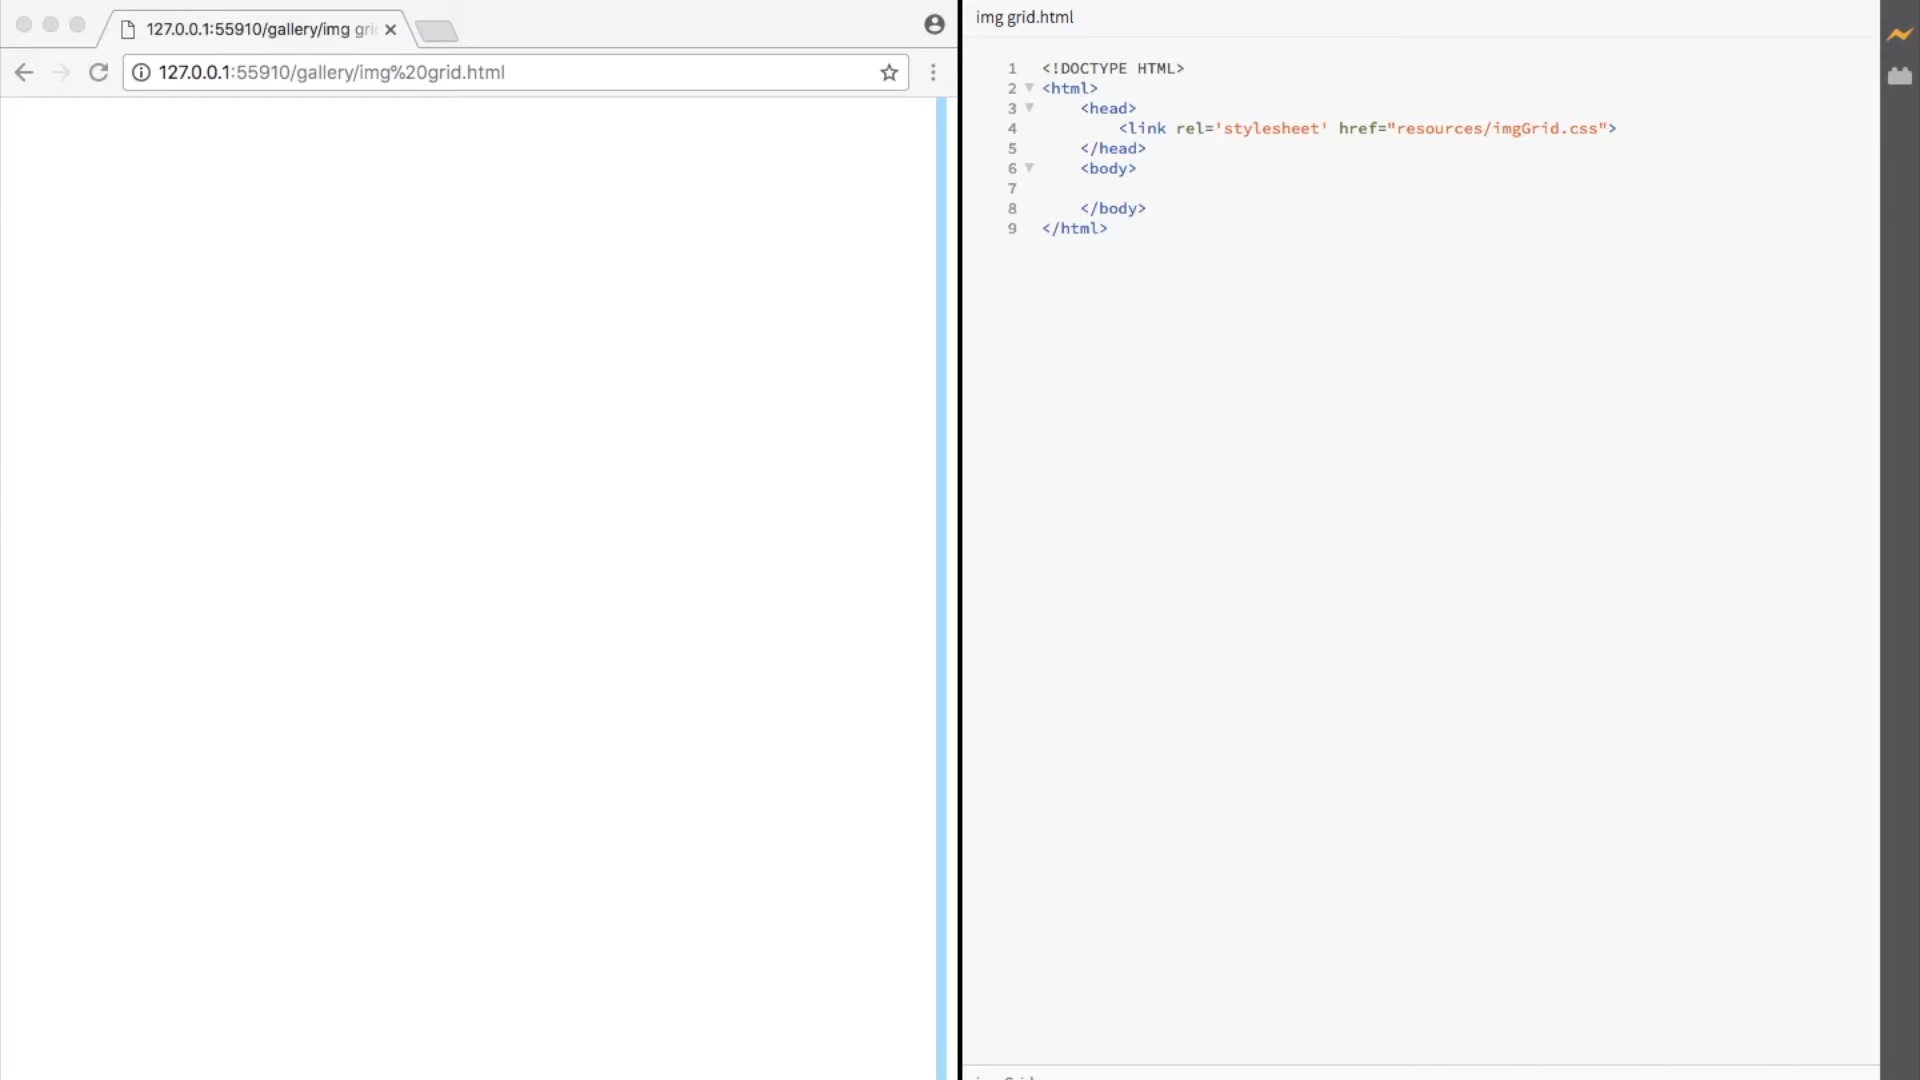 127.0.0.1:55910/gallery/img gri
127.0.0.1:55910/gallery/img%20grid.html
img grid.html
1 <!DOCTYPE HTML>
2 <html>
3 <head>
4 <link rel='stylesheet' href="resources/imgGrid.css">
5 </head>
6 <body>
7
8 </body>
9 </html>